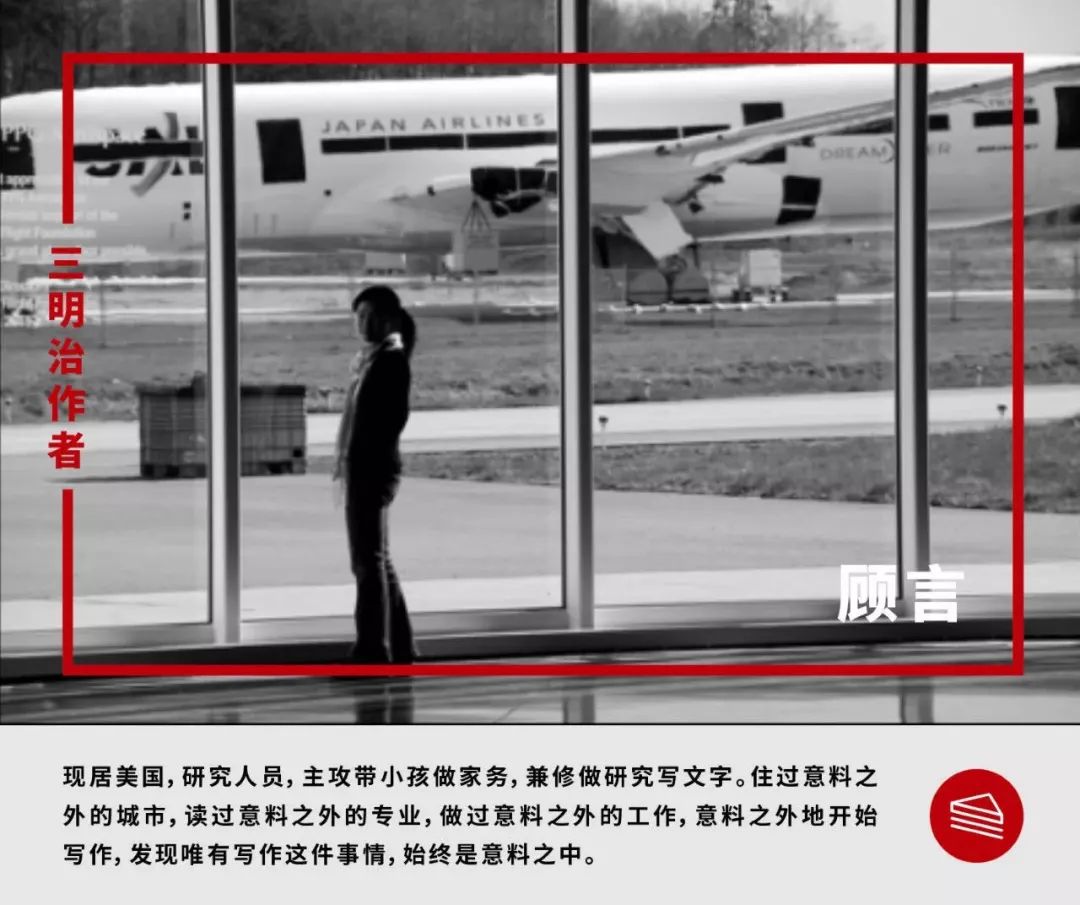 JAPAN AIRLINES
三明治作者
顾言
现居美国,研究人员,主攻带小孩做家务,兼修做研究写文字。住过意料之
外的城市,读过意料之外的专业,做过意料之外的工作,意料之外地开始
写作,发现唯有写作这件事情,始终是意料之中。